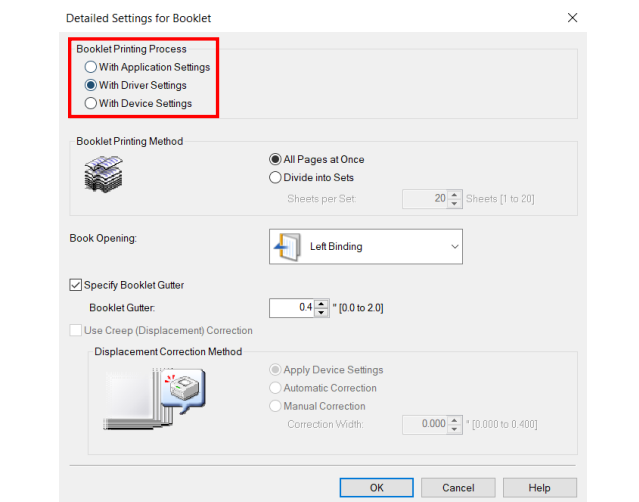 Detailed Settings for Booklet
Booklet Printing Process
With Application Settings
With Driver Settings
With Device Settings
Booklet Printing Method
All Pages at Once
Divide into Sets
Sheets per Set: 20 Sheets [1 to 20]
Book Opening: Left Binding
Specify Booklet Gutter
Booklet Gutter: 0.4 " [0.0 to 2.0]
Use Creep (Displacement) Correction
Displacement Correction Method
Apply Device Settings
Automatic Correction
Manual Correction
Correction Width: 0.000 " [0.000 to 0.400]
OK Cancel Help